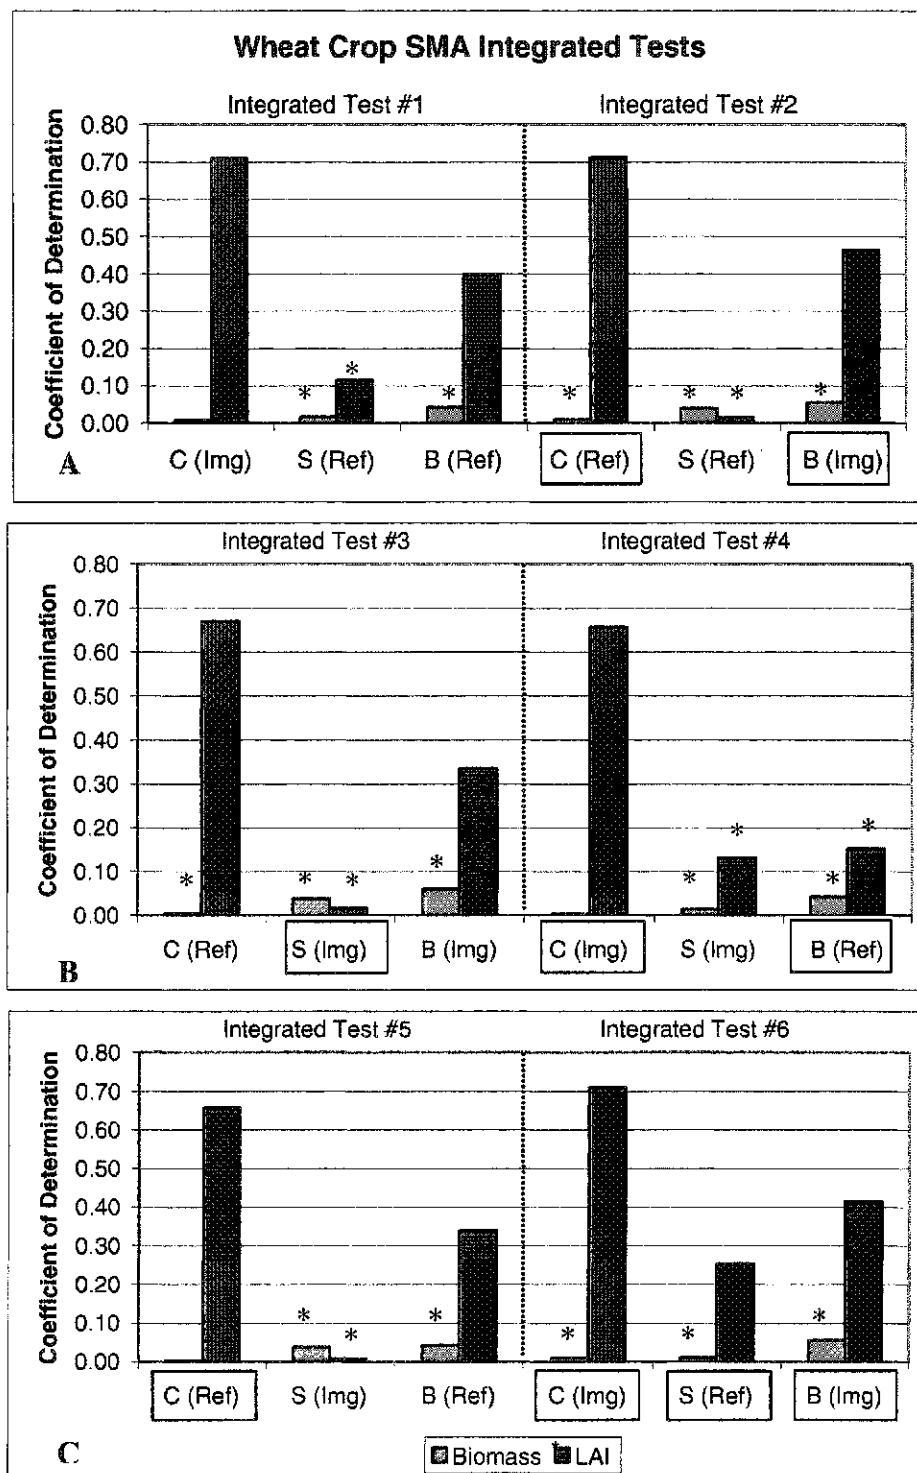 Wheat Crop SMA Integrated Tests
Integrated Test #1 Integrated Test #2
Coefficient of Determination
0.80
0.70
0.60
0.50
0.40
0.30
0.20
0.10
0.00
* * * * * * *
C (Img) S (Ref) B (Ref) C (Ref) S (Ref) B (Img)
A
Integrated Test #3 Integrated Test #4
Coefficient of Determination
0.80
0.70
0.60
0.50
0.40
0.30
0.20
0.10
0.00
* * * * * * * *
C (Ref) S (Img) B (Img) C (Img) S (Img) B (Ref)
B
Integrated Test #5 Integrated Test #6
Coefficient of Determination
0.80
0.70
0.60
0.50
0.40
0.30
0.20
0.10
0.00
* * * * * *
C (Ref) S (Img) B (Ref) C (Img) S (Ref) B (Img)
C
Biomass * LAI